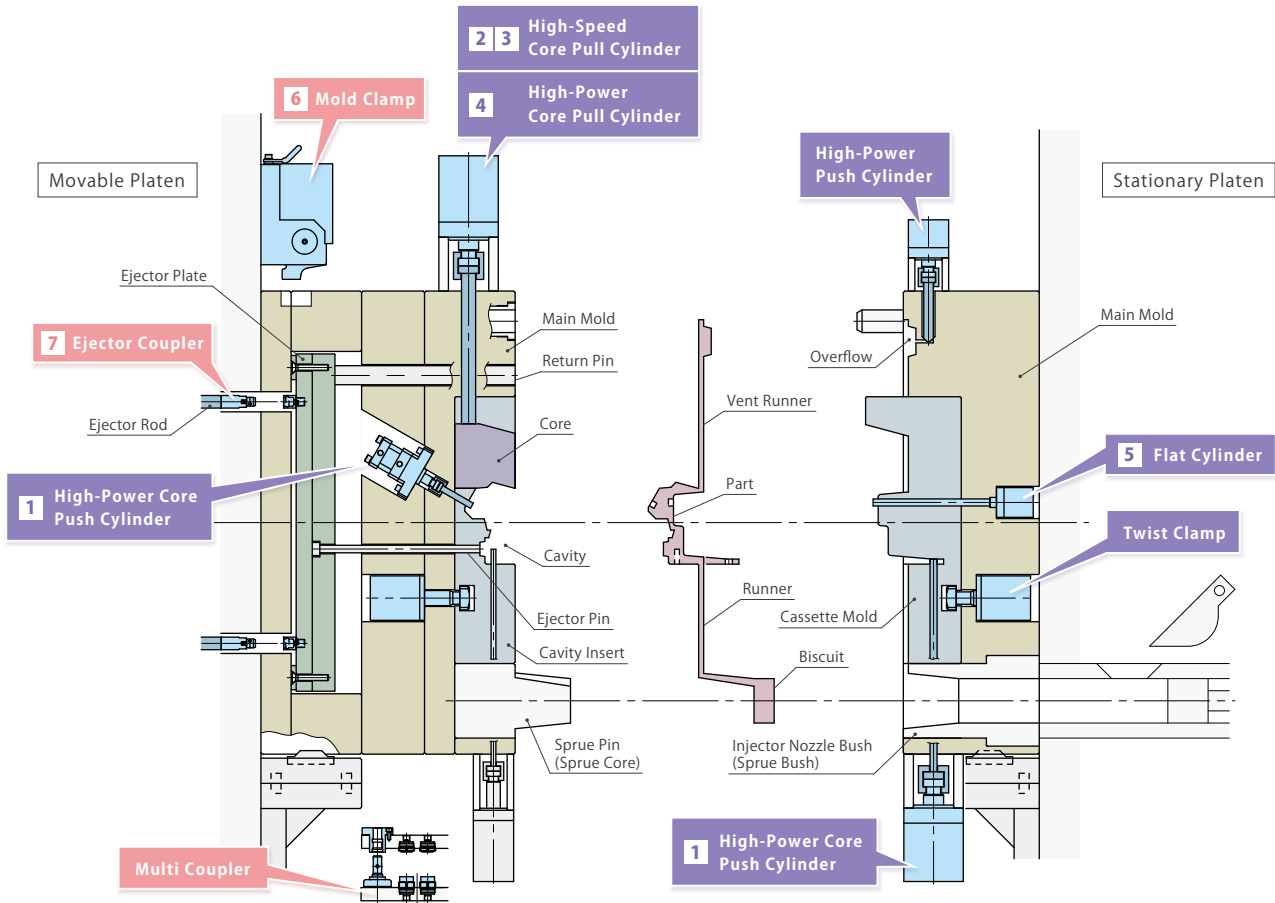 2 3 High-Speed
Core Pull Cylinder
4 High-Power
Core Pull Cylinder
6 Mold Clamp
High-Power
Push Cylinder
Movable Platen
Stationary Platen
Ejector Plate
Main Mold
Main Mold
7 Ejector Coupler
Return Pin
Overflow
Vent Runner
Ejector Rod
Core
5 Flat Cylinder
1 High-Power Core
Push Cylinder
Part
Twist Clamp
Cavity
Runner
Ejector Pin
Cassette Mold
Cavity Insert
Biscuit
Sprue Pin
(Sprue Core)
Injector Nozzle Bush
(Sprue Bush)
1 High-Power Core
Push Cylinder
Multi Coupler